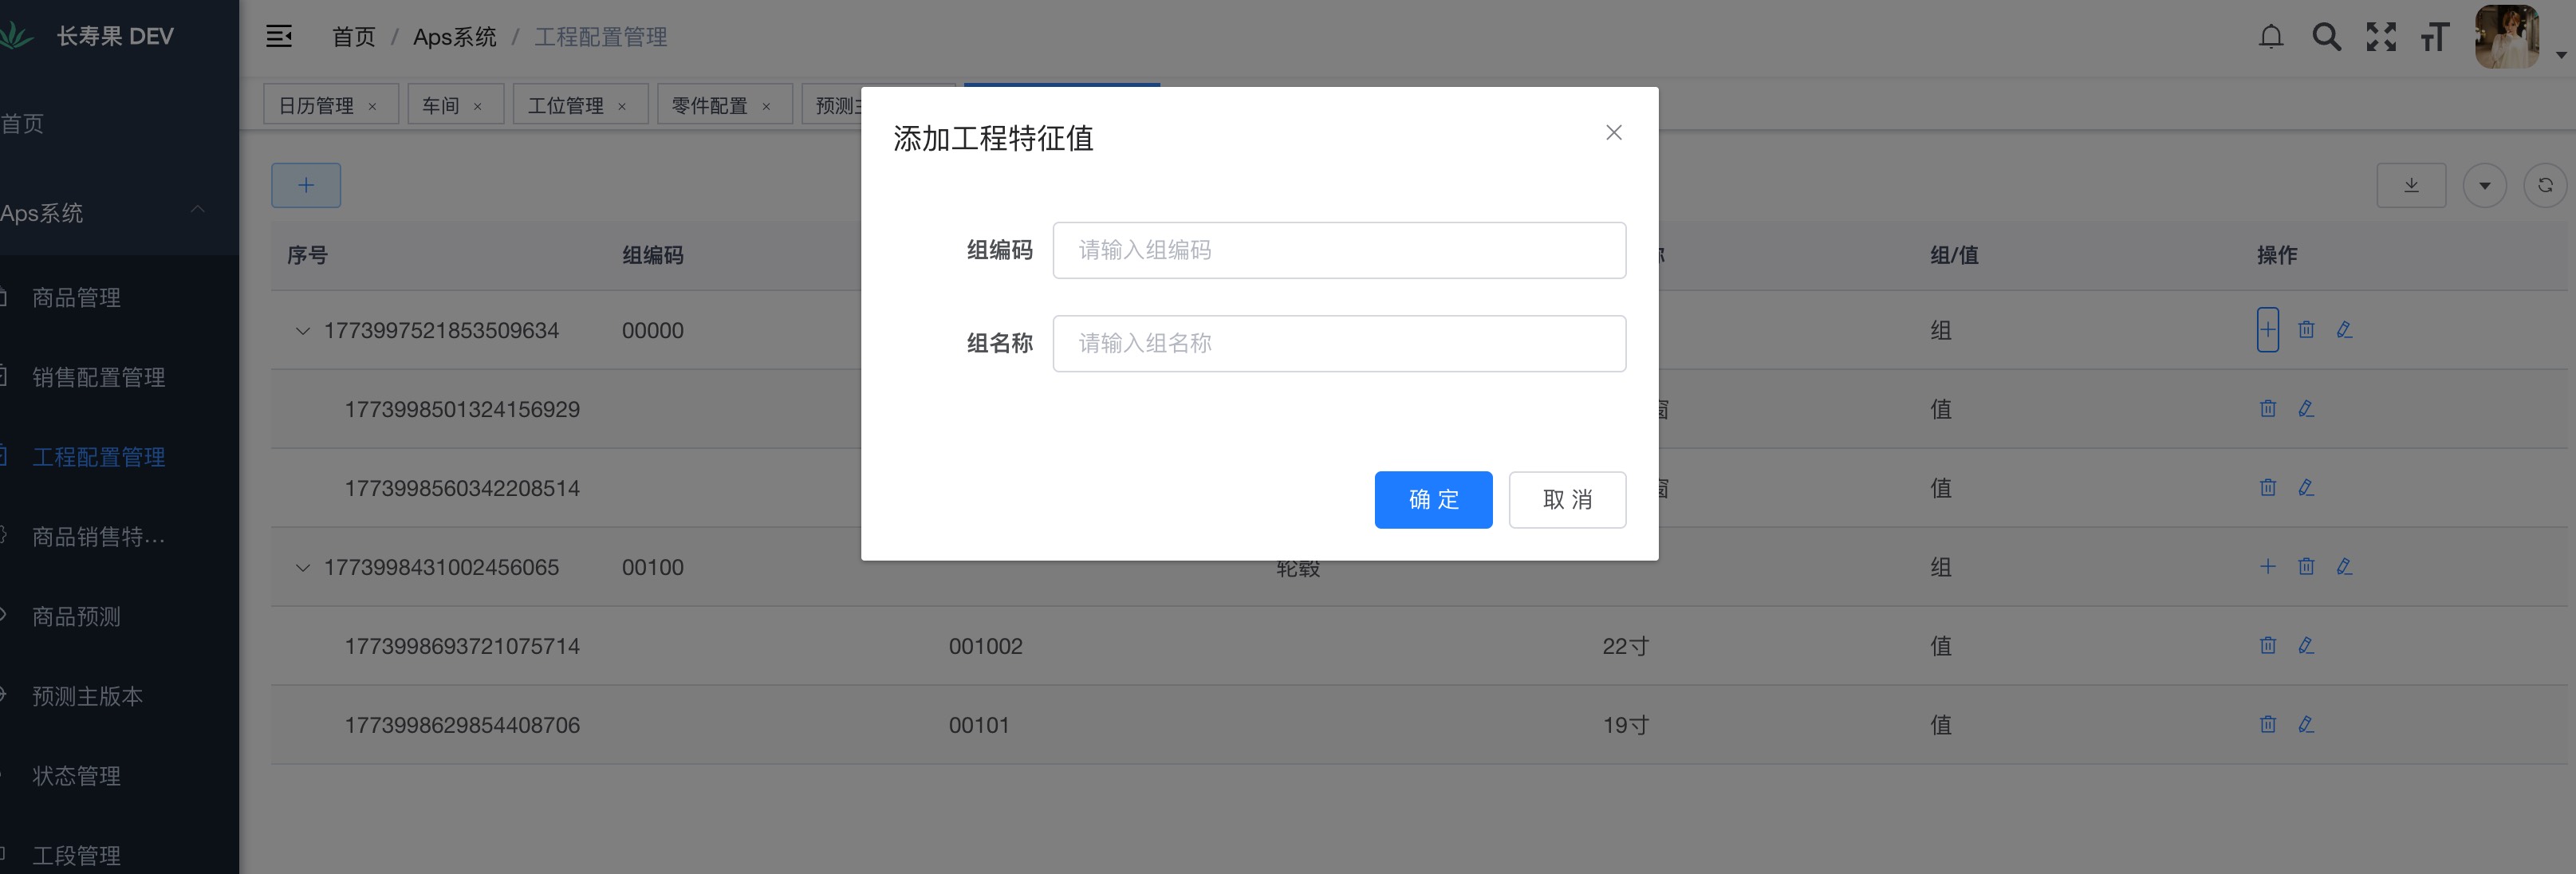 长寿果 DEV
首页 / Aps系统 / 工程配置管理
日历管理 × 车间 × 工位管理 × 零件配置 × 预测
首页
Aps系统
商品管理
销售配置管理
工程配置管理
商品销售特...
商品预测
预测主版本
状态管理
工段管理
添加工程特征值
组编码 请输入组编码
组名称 请输入组名称
确 定 取 消
序号 组编码 组/值 操作
1773997521853509634 00000 组
1773998501324156929 值
1773998560342208514 值
1773998431002456065 00100 轮毂 组
1773998693721075714 001002 22寸 值
1773998629854408706 00101 19寸 值